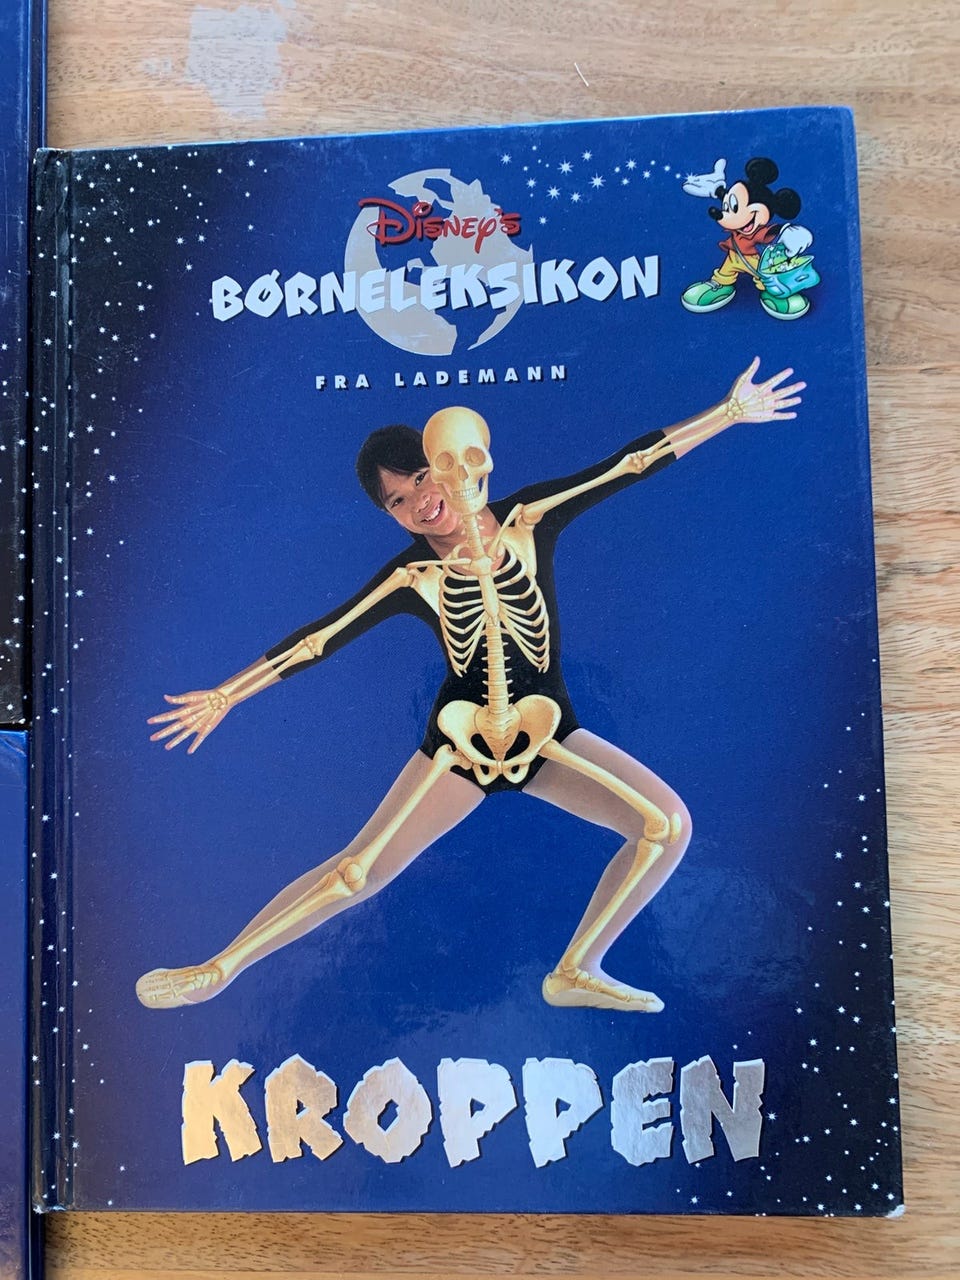 DISNEY'S
BØRNELEKSIKON
FRA LADEMANN
KROPPEN